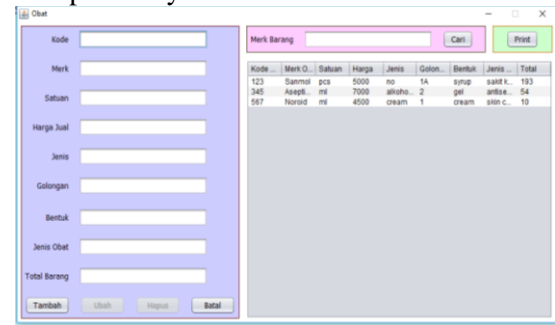 Obat
Kode
Merk
Satuan
Harga Jual
Jenis
Golongan
Bentuk
Jenis Obat
Total Barang
Tambah Ubah Hapus Batal
Merk Barang Cari Print
Kode ... Merk O... Satuan Harga Jenis Golon... Bentuk Jenis ... Total
123 Sanmol pcs 5000 no 1A syrup sakit k... 193
345 Asepti... ml 7000 alkoho... 2 gel antise... 54
567 Noroid ml 4500 cream 1 cream skin c... 10